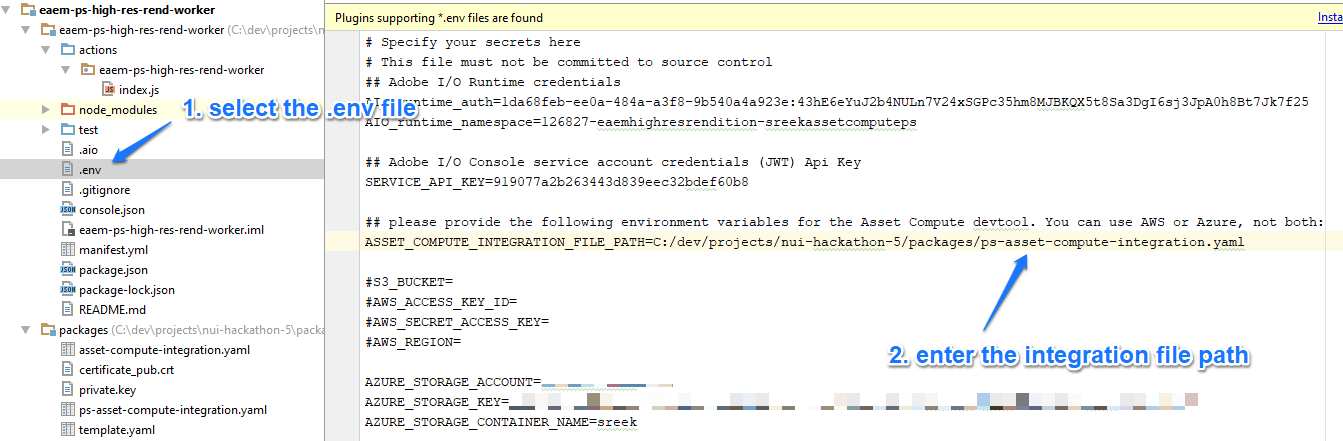 eaem-ps-high-res-rend-worker
eaem-ps-high-res-rend-worker (C:\dev\projects\n
actions
eaem-ps-high-res-rend-worker
index.js
node_modules
test
.aio
.env
.gitignore
console.json
eaem-ps-high-res-rend-worker.iml
manifest.yml
package.json
package-lock.json
README.md
packages (C:\dev\projects\nui-hackathon-5\packa
asset-compute-integration.yaml
certificate_pub.crt
private.key
ps-asset-compute-integration.yaml
template.yaml
1. select the .env file
Plugins supporting *.env files are found
Insta
# Specify your secrets here
# This file must not be committed to source control
## Adobe I/O Runtime credentials
runtime_auth=1da68feb-ee0a-484a-a3f8-9b540a4a923e:43hE6eYuJ2b4NULn7V24xSGPc35hm8MJBKQX5t8Sa3DgI6sj3JpA0h8Bt7Jk7f25
AIO_runtime_namespace=126827-eaemhighresrendition-sreekassetcomputeps
## Adobe I/O Console service account credentials (JWT) Api Key
SERVICE_API_KEY=919077a2b263443d839eec32bdef60b8
## please provide the following environment variables for the Asset Compute devtool. You can use AWS or Azure, not both:
ASSET_COMPUTE_INTEGRATION_FILE_PATH=C:/dev/projects/nui-hackathon-5/packages/ps-asset-compute-integration.yaml
#S3_BUCKET=
#AWS_ACCESS_KEY_ID=
#AWS_SECRET_ACCESS_KEY=
#AWS_REGION=
2. enter the integration file path
AZURE_STORAGE_ACCOUNT=
AZURE_STORAGE_KEY=
AZURE_STORAGE_CONTAINER_NAME=sreek